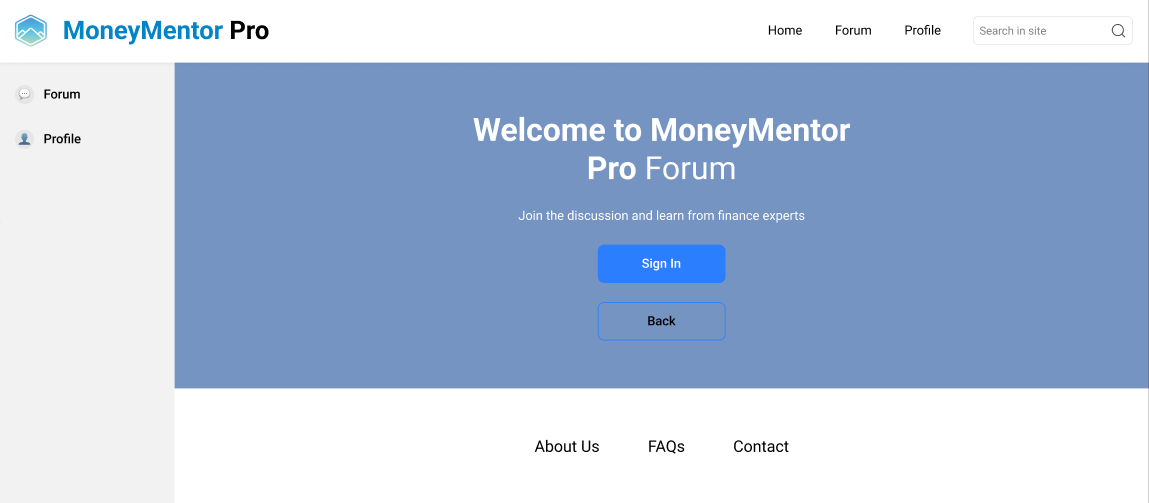 MoneyMentor Pro
Home Forum Profile Search in site
Forum
Profile
Welcome to MoneyMentor
Pro Forum
Join the discussion and learn from finance experts
Sign In
Back
About Us FAQs Contact